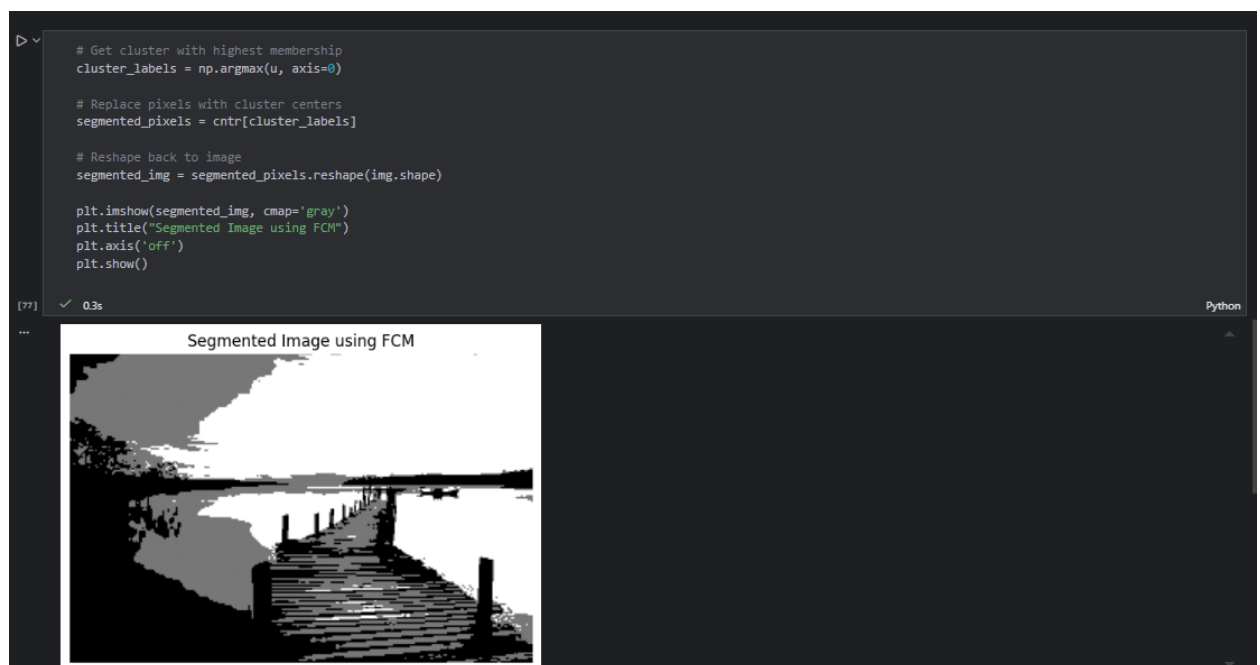 # Get cluster with highest membership
cluster_labels = np.argmax(u, axis=0)
# Replace pixels with cluster centers
segmented_pixels = cntr[cluster_labels]
# Reshape back to image
segmented_img = segmented_pixels.reshape(img.shape)
plt.imshow(segmented_img, cmap='gray')
plt.title("Segmented Image using FCM")
plt.axis('off')
plt.show()
[77] ✓ 0.3s Python
...
Segmented Image using FCM